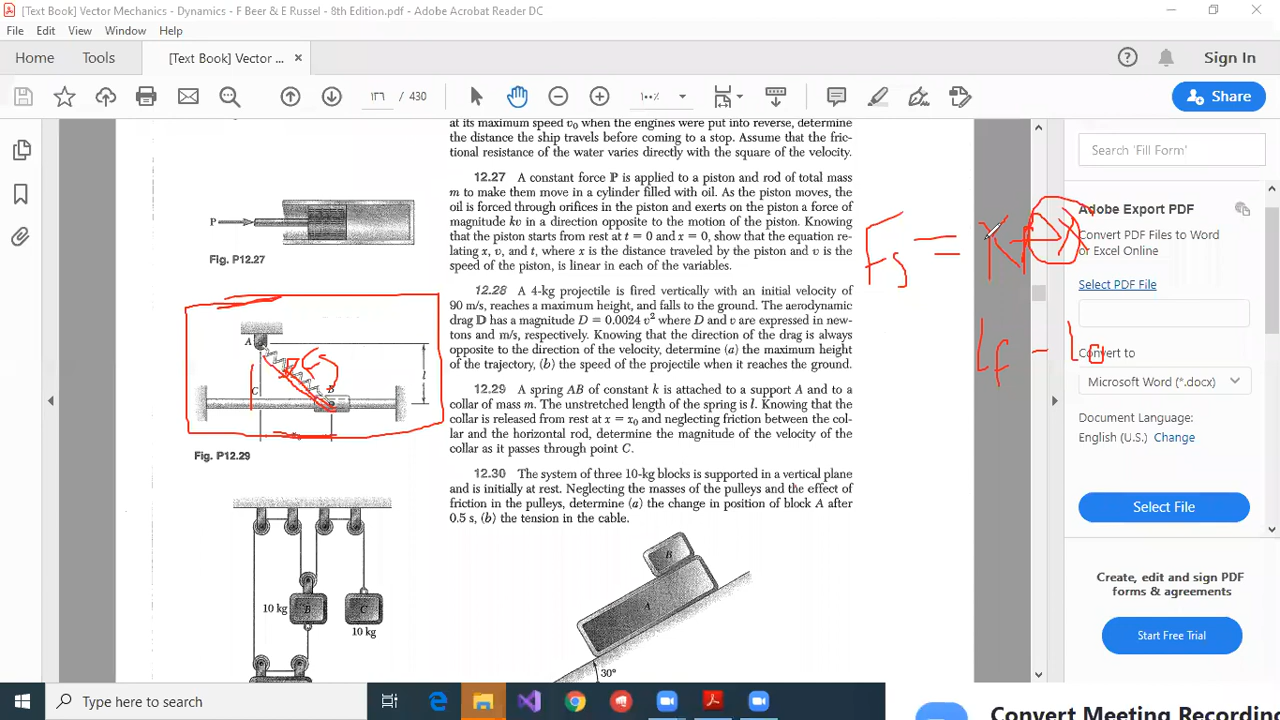 [Text Book] Vector Mechanics - Dynamics - F Beer & E Russel - 8th Edition.pdf - Adobe Acrobat Reader DC
File Edit View Window Help
Home Tools [Text Book] Vector ... × Sign In
١٣٦ / 430 ١٠٠٪ Share
at its maximum speed v0 when the engines were put into reverse, determine
the distance the ship travels before coming to a stop. Assume that the fric-
tional resistance of the water varies directly with the square of the velocity.
12.27 A constant force P is applied to a piston and rod of total mass
m to make them move in a cylinder filled with oil. As the piston moves, the
oil is forced through orifices in the piston and exerts on the piston a force of
magnitude kv in a direction opposite to the motion of the piston. Knowing
that the piston starts from rest at t = 0 and x = 0, show that the equation re-
lating x, v, and t, where x is the distance traveled by the piston and v is the
speed of the piston, is linear in each of the variables.
P
Fig. P12.27
12.28 A 4-kg projectile is fired vertically with an initial velocity of
90 m/s, reaches a maximum height, and falls to the ground. The aerodynamic
drag D has a magnitude D = 0.0024 v² where D and v are expressed in new-
tons and m/s, respectively. Knowing that the direction of the drag is always
opposite to the direction of the velocity, determine (a) the maximum height
of the trajectory, (b) the speed of the projectile when it reaches the ground.
12.29 A spring AB of constant k is attached to a support A and to a
collar of mass m. The unstretched length of the spring is l. Knowing that the
collar is released from rest at x = x0 and neglecting friction between the col-
lar and the horizontal rod, determine the magnitude of the velocity of the
collar as it passes through point C.
A
l
C
B
Fig. P12.29
12.30 The system of three 10-kg blocks is supported in a vertical plane
and is initially at rest. Neglecting the masses of the pulleys and the effect of
friction in the pulleys, determine (a) the change in position of block A after
0.5 s, (b) the tension in the cable.
10 kg B C
10 kg
B
A
30°
Fs = K * Δx
Lf - Lo
Search 'Fill Form'
Adobe Export PDF
Convert PDF Files to Word
or Excel Online
Select PDF File
Convert to
Microsoft Word (*.docx)
Document Language:
English (U.S.) Change
Select File
Create, edit and sign PDF
forms & agreements
Start Free Trial
Type here to search
Convert Meeting Recording